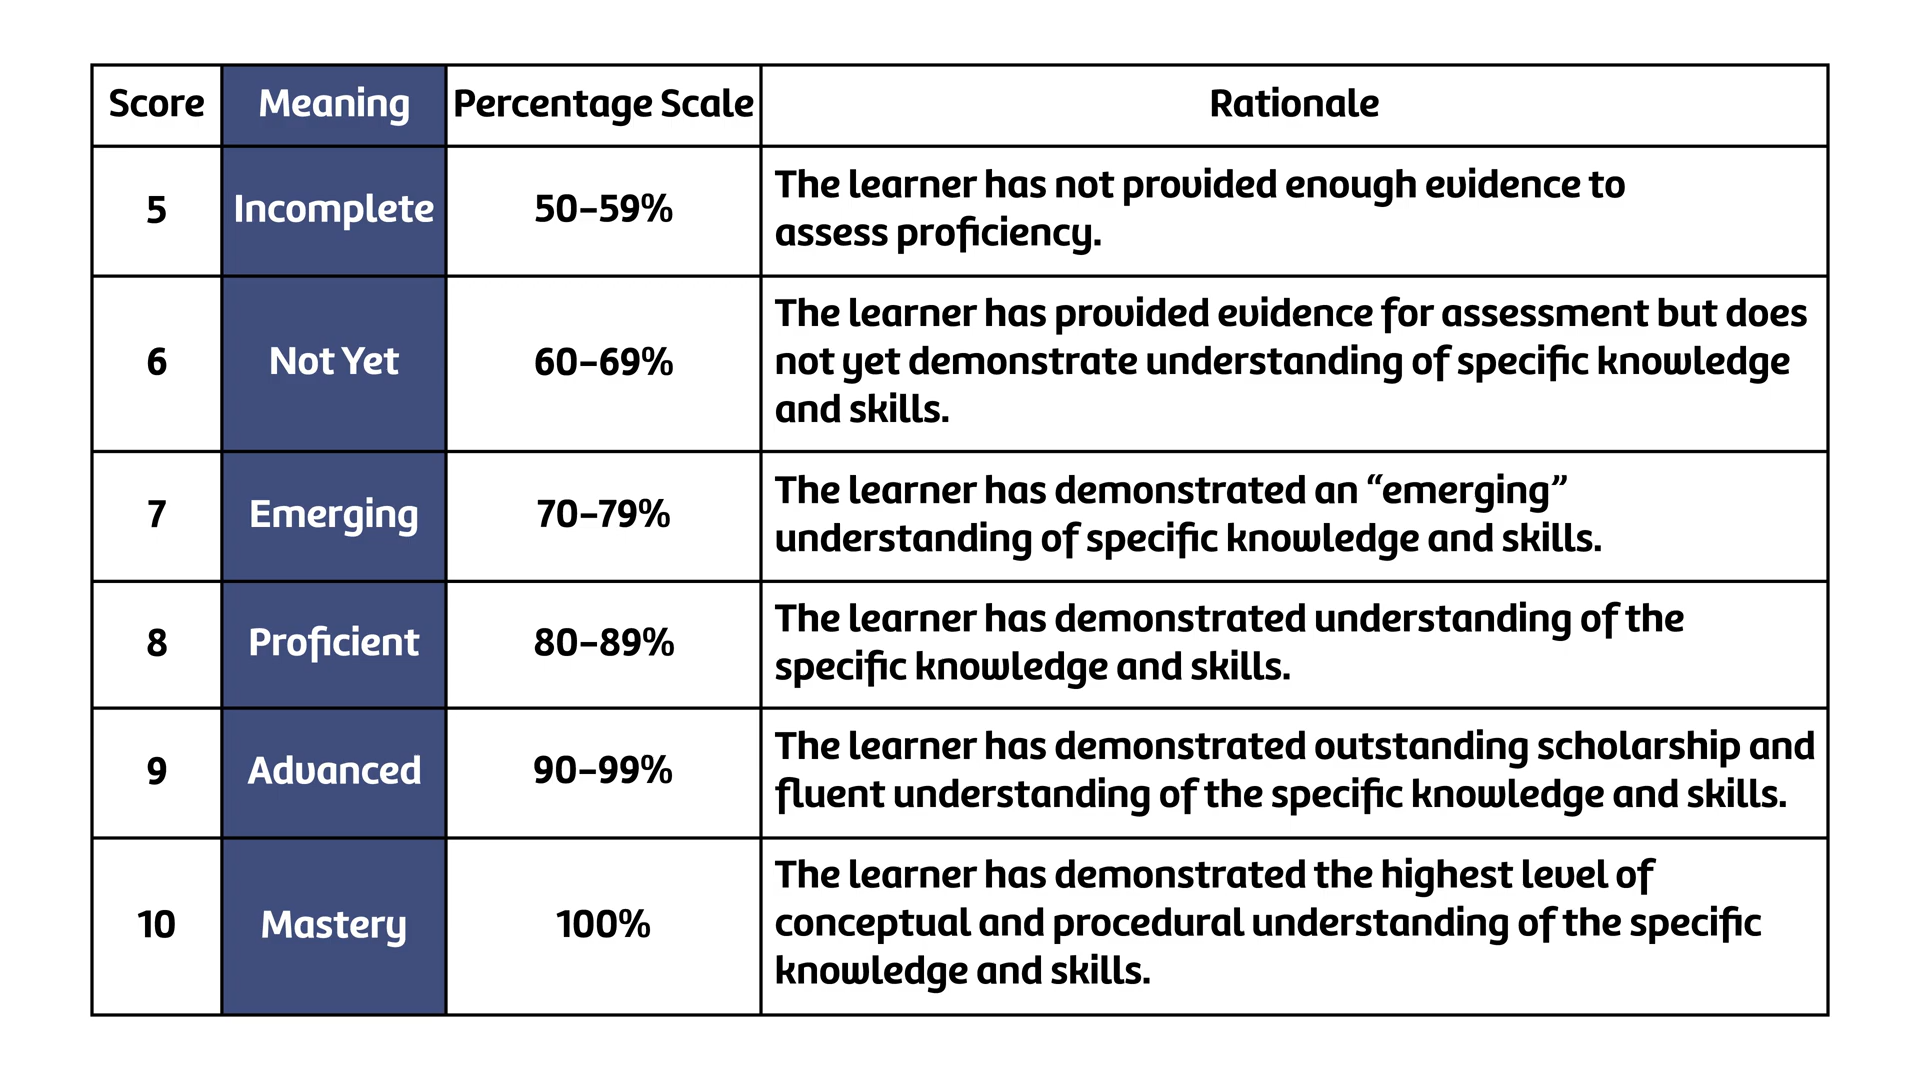 Score Meaning Percentage Scale Rationale
5 Incomplete 50–59% The learner has not provided enough evidence to
assess proficiency.
6 Not Yet 60–69% The learner has provided evidence for assessment but does
not yet demonstrate understanding of specific knowledge
and skills.
7 Emerging 70–79% The learner has demonstrated an “emerging”
understanding of specific knowledge and skills.
8 Proficient 80–89% The learner has demonstrated understanding of the
specific knowledge and skills.
9 Advanced 90–99% The learner has demonstrated outstanding scholarship and
fluent understanding of the specific knowledge and skills.
10 Mastery 100% The learner has demonstrated the highest level of
conceptual and procedural understanding of the specific
knowledge and skills.